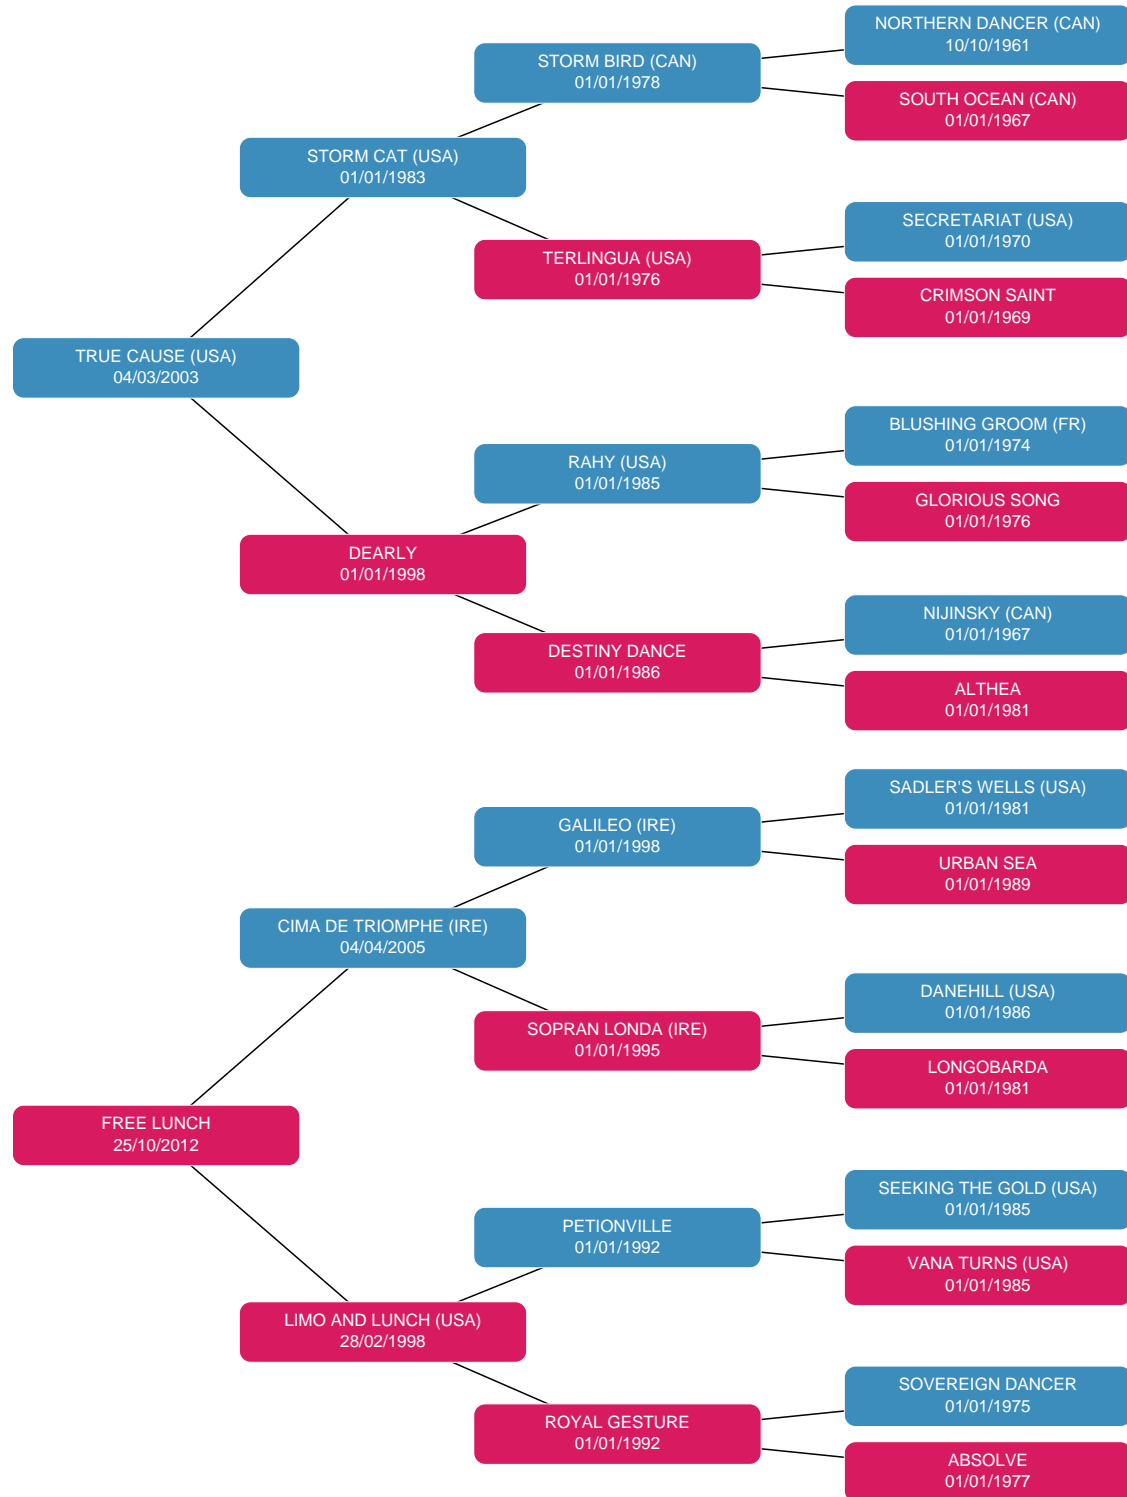 NORTHERN DANCER (CAN)
10/10/1961
STORM BIRD (CAN)
01/01/1978
SOUTH OCEAN (CAN)
01/01/1967
STORM CAT (USA)
01/01/1983
SECRETARIAT (USA)
01/01/1970
TERLINGUA (USA)
01/01/1976
CRIMSON SAINT
01/01/1969
TRUE CAUSE (USA)
04/03/2003
BLUSHING GROOM (FR)
01/01/1974
RAHY (USA)
01/01/1985
GLORIOUS SONG
01/01/1976
DEARLY
01/01/1998
NIJINSKY (CAN)
01/01/1967
DESTINY DANCE
01/01/1986
ALTHEA
01/01/1981
SADLER'S WELLS (USA)
01/01/1981
GALILEO (IRE)
01/01/1998
URBAN SEA
01/01/1989
CIMA DE TRIOMPHE (IRE)
04/04/2005
DANEHILL (USA)
01/01/1986
SOPRAN LONDA (IRE)
01/01/1995
LONGOBARDA
01/01/1981
FREE LUNCH
25/10/2012
SEEKING THE GOLD (USA)
01/01/1985
PETIONVILLE
01/01/1992
VANA TURNS (USA)
01/01/1985
LIMO AND LUNCH (USA)
28/02/1998
SOVEREIGN DANCER
01/01/1975
ROYAL GESTURE
01/01/1992
ABSOLVE
01/01/1977